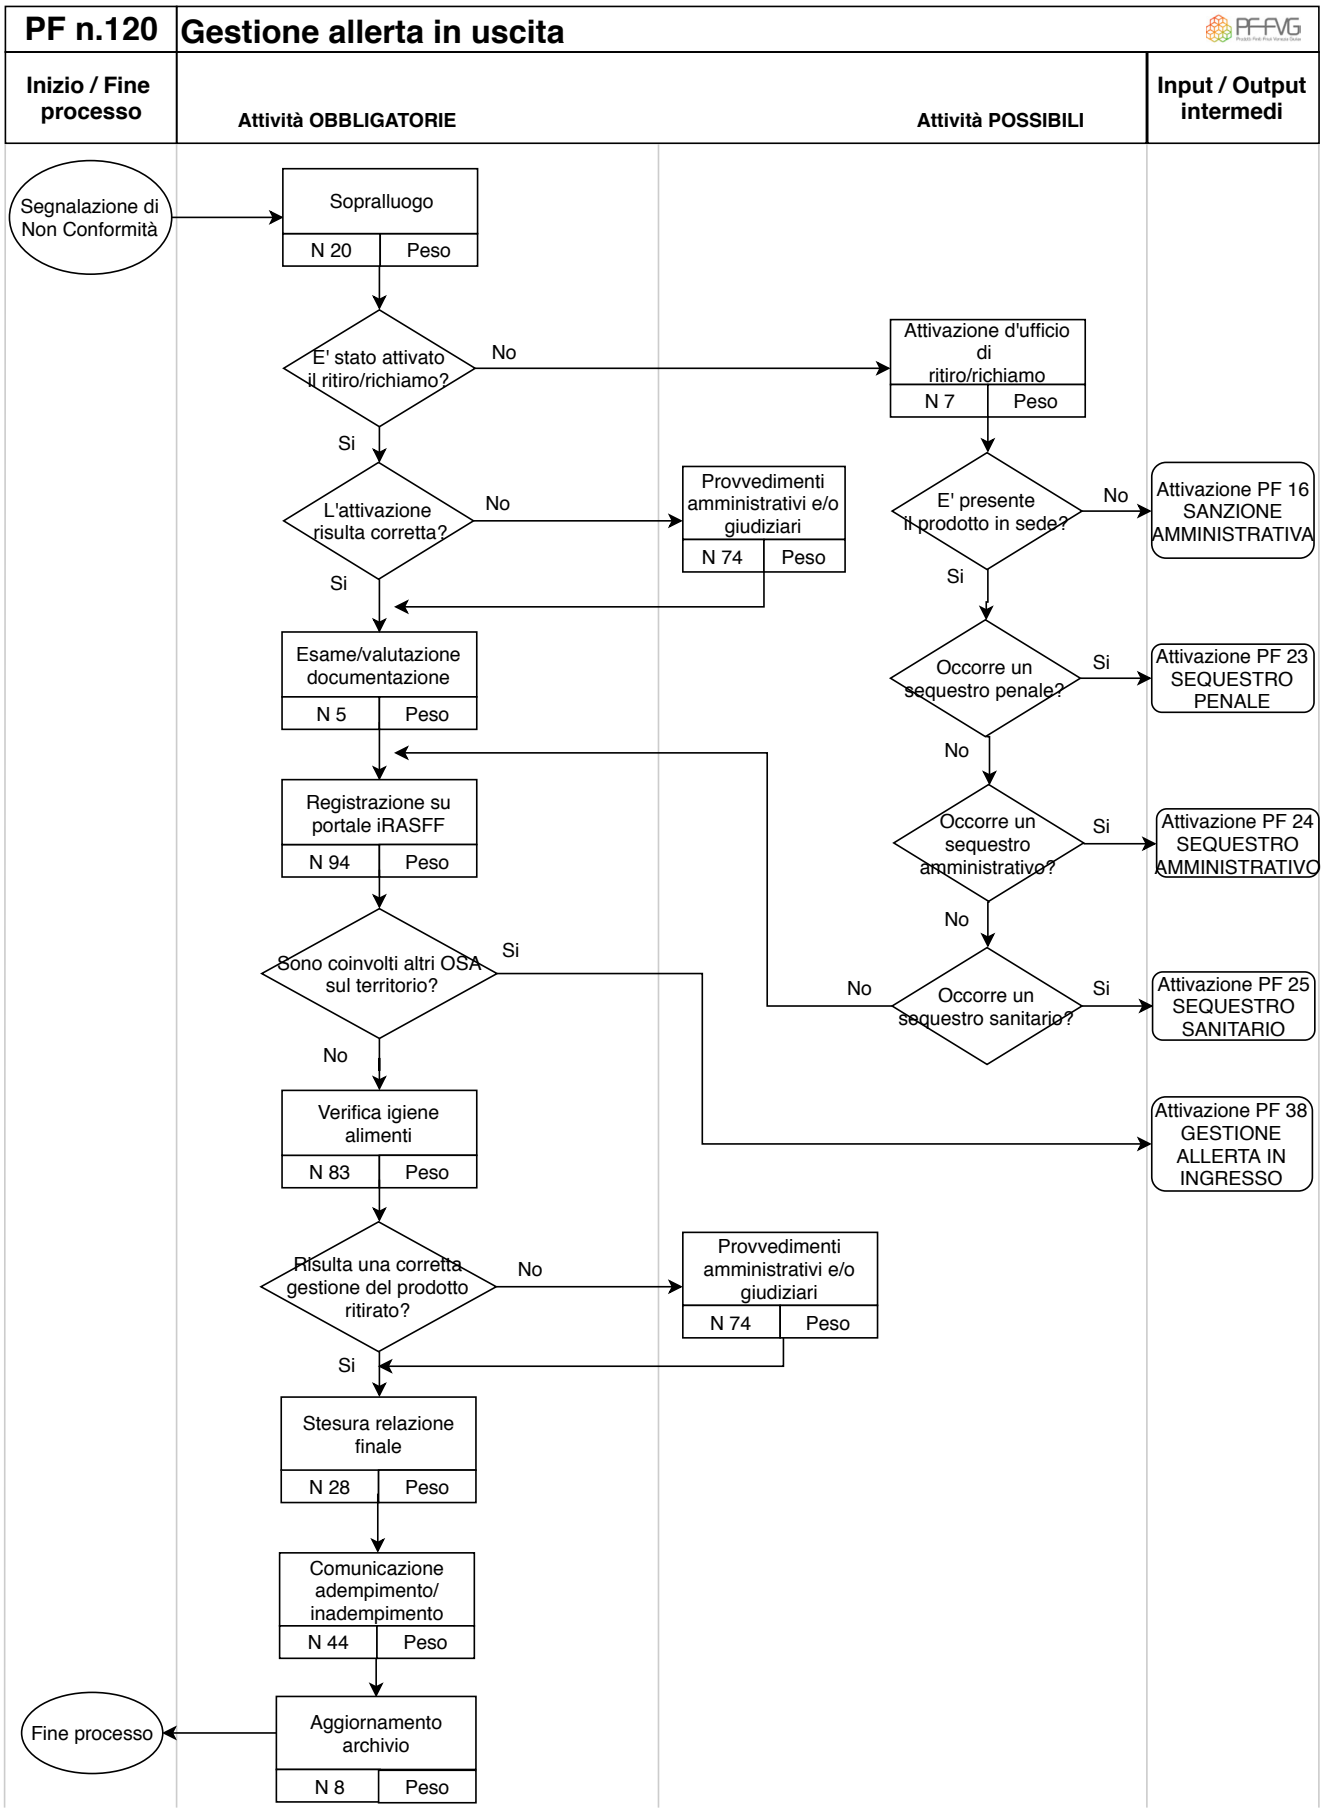 PF n.120
Gestione allerta in uscita
PF-FVG
Inizio / Fine
processo
Attività OBBLIGATORIE
Attività POSSIBILI
Input / Output
intermedi
Segnalazione di
Non Conformità
Sopralluogo
N 20
Peso
E' stato attivato
il ritiro/richiamo?
No
Si
Attivazione d'ufficio
di
ritiro/richiamo
N 7
Peso
L'attivazione
risulta corretta?
No
Si
Provvedimenti
amministrativi e/o
giudiziari
N 74
Peso
E' presente
il prodotto in sede?
No
Si
Attivazione PF 16
SANZIONE
AMMINISTRATIVA
Esame/valutazione
documentazione
N 5
Peso
Occorre un
sequestro penale?
Si
No
Attivazione PF 23
SEQUESTRO
PENALE
Registrazione su
portale iRASFF
N 94
Peso
Occorre un
sequestro
amministrativo?
Si
No
Attivazione PF 24
SEQUESTRO
AMMINISTRATIVO
Sono coinvolti altri OSA
sul territorio?
Si
No
Occorre un
sequestro sanitario?
No
Si
Attivazione PF 25
SEQUESTRO
SANITARIO
Verifica igiene
alimenti
N 83
Peso
Attivazione PF 38
GESTIONE
ALLERTA IN
INGRESSO
Risulta una corretta
gestione del prodotto
ritirato?
No
Si
Provvedimenti
amministrativi e/o
giudiziari
N 74
Peso
Stesura relazione
finale
N 28
Peso
Comunicazione
adempimento/
inadempimento
N 44
Peso
Aggiornamento
archivio
N 8
Peso
Fine processo